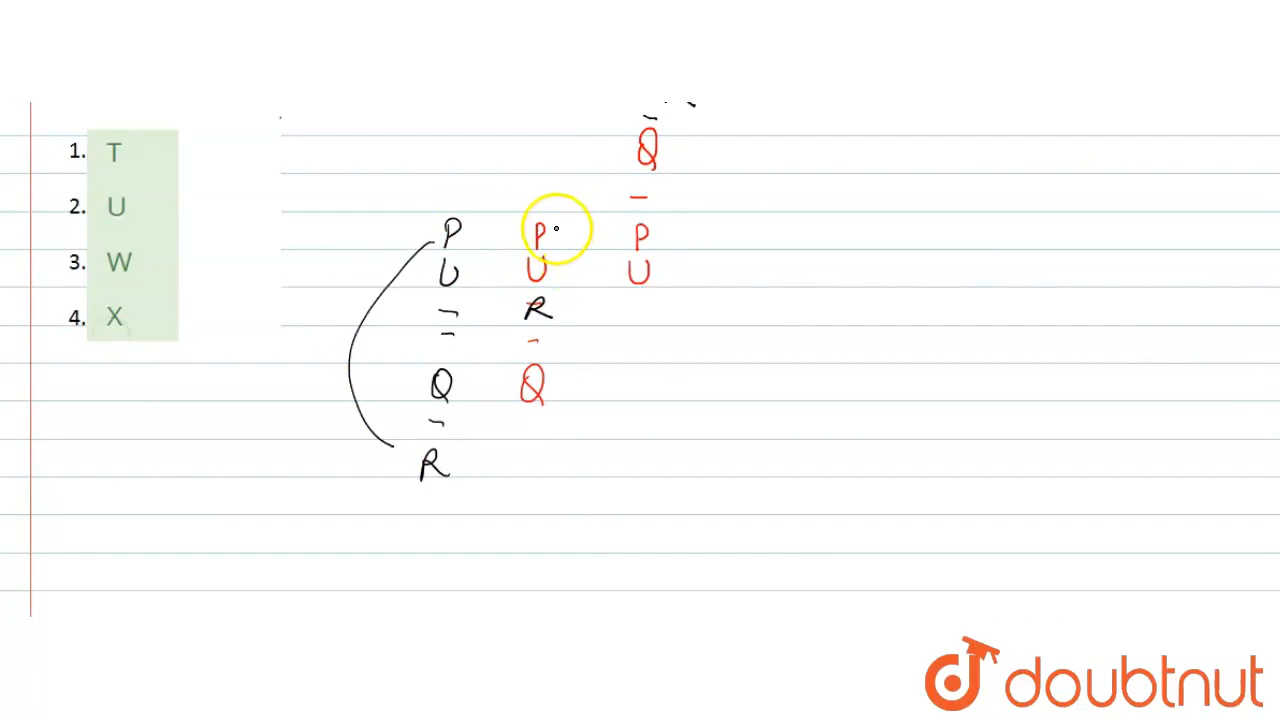 1. T
2. U
3. W
4. X
Q
-
P P P
U U U
- R
- -
Q Q
-
R
doubtnut